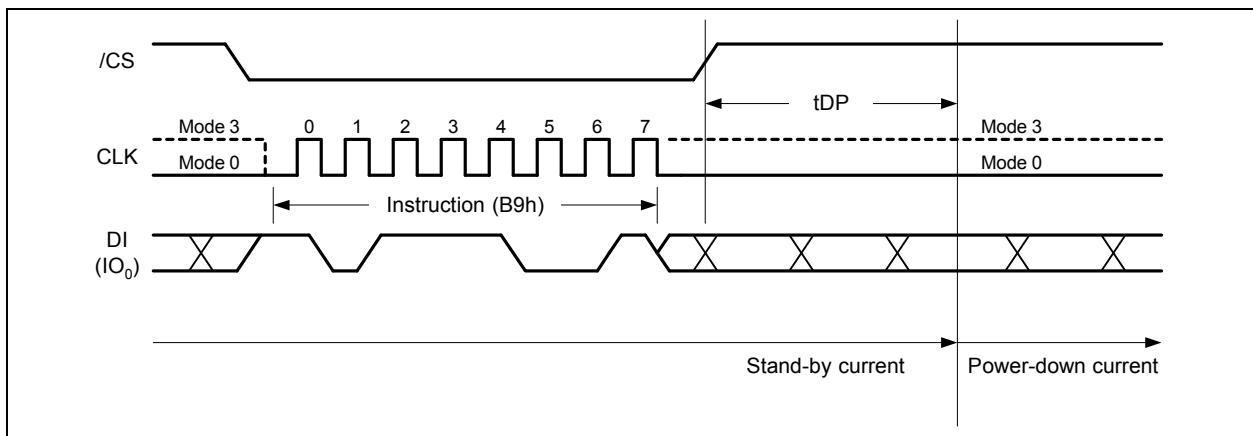 /CS
tDP
Mode 3
0 1 2 3 4 5 6 7
Mode 3
CLK
Mode 0
Mode 0
Instruction (B9h)
DI
(IO0)
Stand-by current
Power-down current